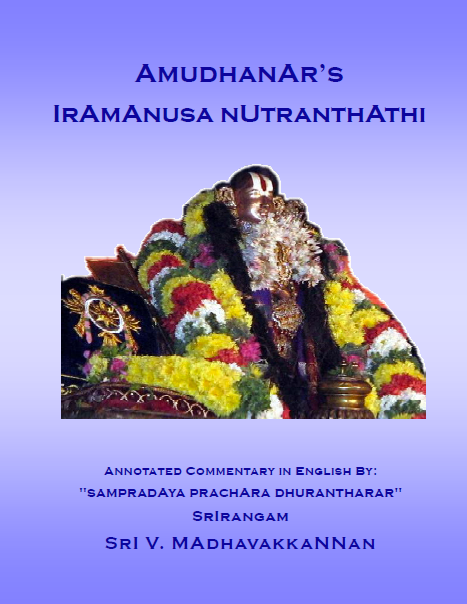 AMUDHANAR'S
IRAMANUSA NUTRANTHATHI
ANNOTATED COMMENTARY IN ENGLISH BY:
"SAMPRADAYA PRACHARA DHURANTHARAR"
SRIRANGAM
SRI V. MADHAVAKKANNAN